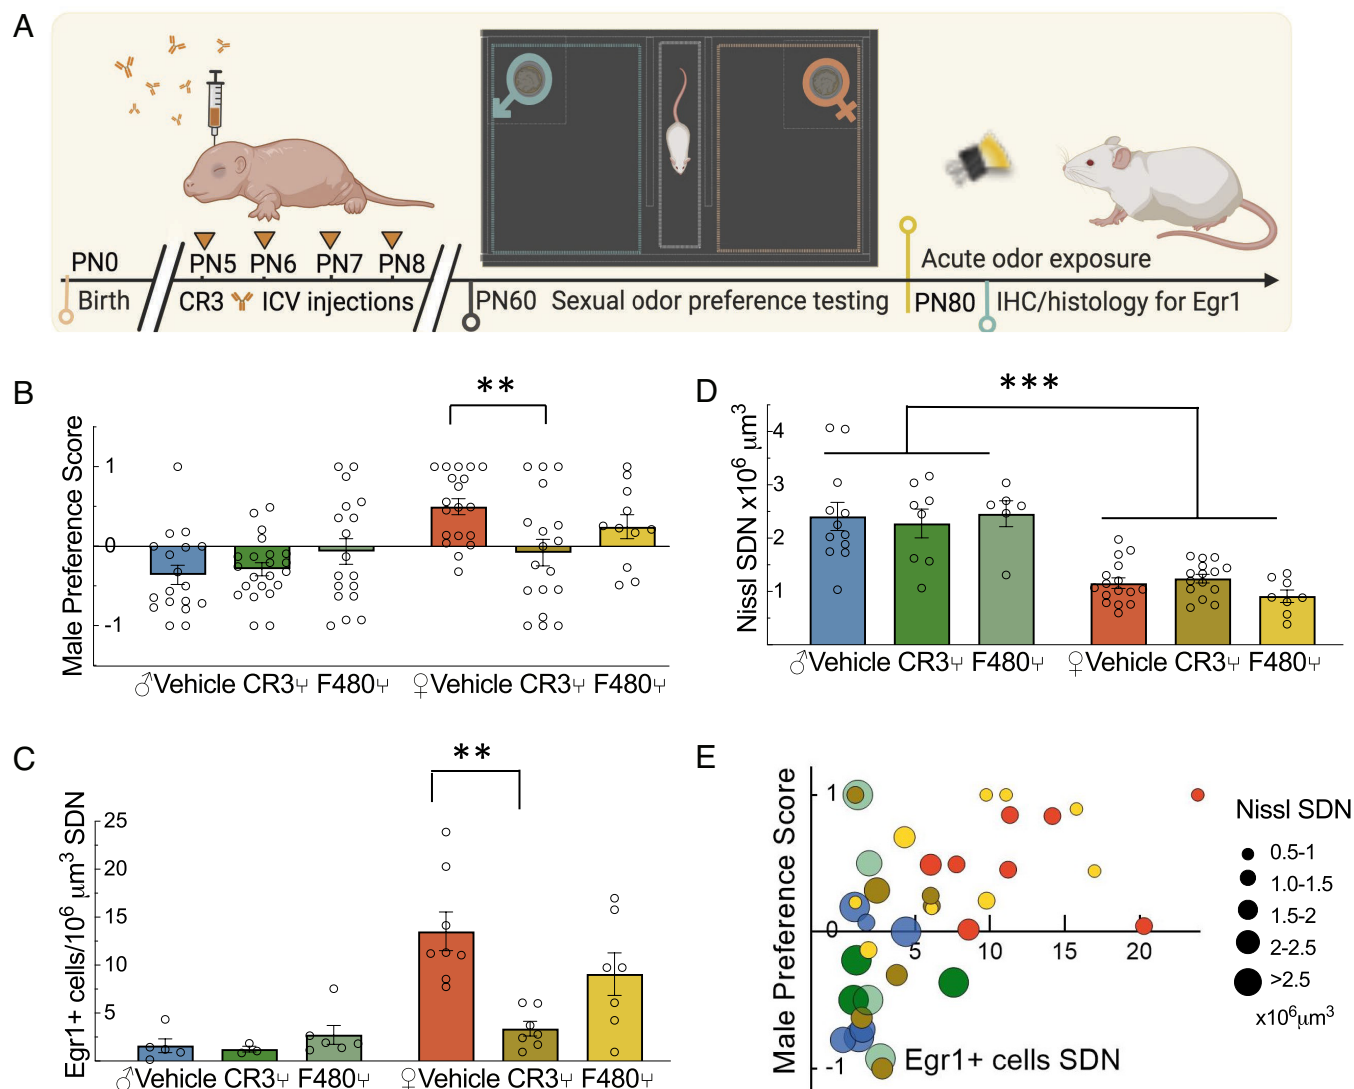 A
PN0
PN5 PN6 PN7 PN8
Birth
CR3 ICV injections
PN60 Sexual odor preference testing
Acute odor exposure
PN80 IHC/histology for Egr1
B
**
Male Preference Score
1
0
-1
♂Vehicle CR3 F480 ♀Vehicle CR3 F480
D
***
Nissl SDN x10⁶ μm³
4
3
2
1
♂Vehicle CR3 F480 ♀Vehicle CR3 F480
C
**
Egr1+ cells/10⁶ μm³ SDN
25
20
15
10
5
0
♂Vehicle CR3 F480 ♀Vehicle CR3 F480
E
Male Preference Score
1
0
-1
5 10 15 20
Egr1+ cells SDN
Nissl SDN
0.5-1
1.0-1.5
1.5-2
2-2.5
>2.5
x10⁶μm³